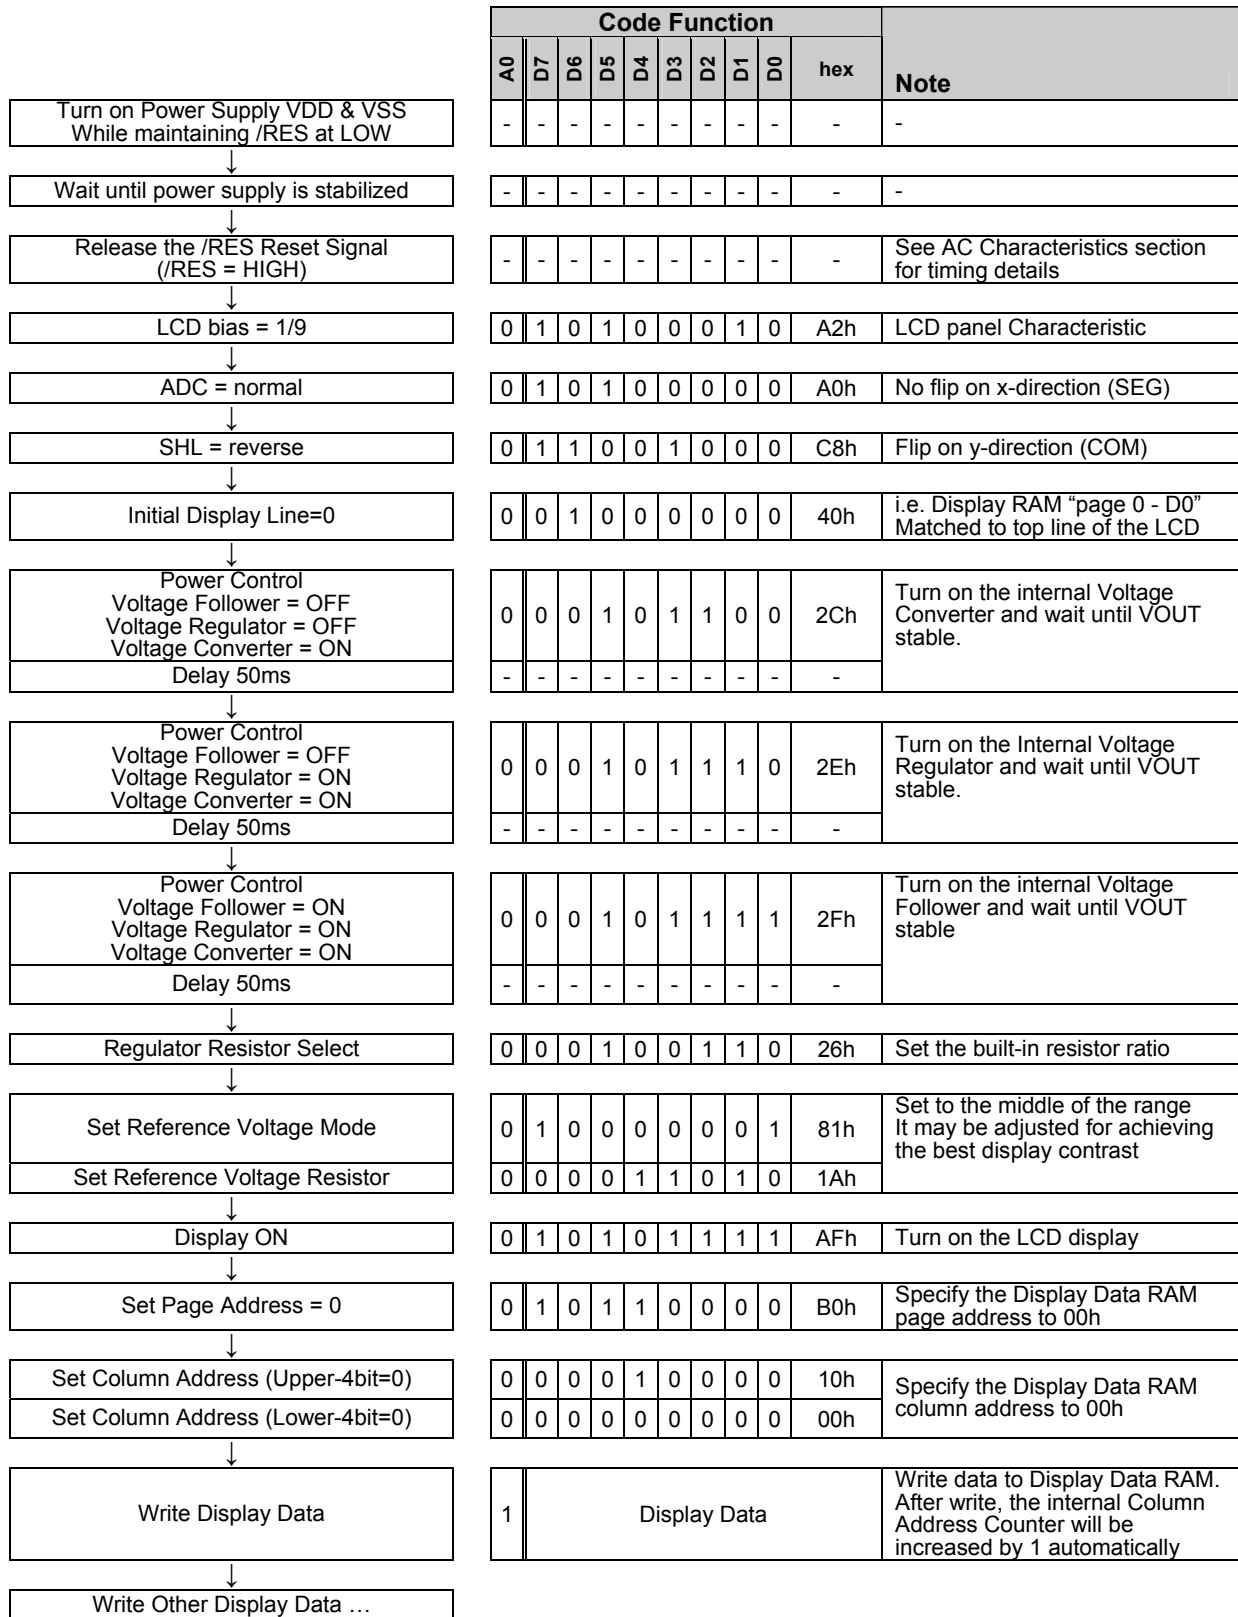 Code Function
A0 D7 D6 D5 D4 D3 D2 D1 D0 hex Note
Turn on Power Supply VDD & VSS
While maintaining /RES at LOW
- - - - - - - - - - -
↓
Wait until power supply is stabilized - - - - - - - - - - -
↓
Release the /RES Reset Signal
(/RES = HIGH)
- - - - - - - - - -
See AC Characteristics section
for timing details
↓
LCD bias = 1/9 0 1 0 1 0 0 0 1 0 A2h LCD panel Characteristic
↓
ADC = normal 0 1 0 1 0 0 0 0 0 A0h No flip on x-direction (SEG)
↓
SHL = reverse 0 1 1 0 0 1 0 0 0 C8h Flip on y-direction (COM)
↓
Initial Display Line=0 0 0 1 0 0 0 0 0 0 40h
i.e. Display RAM “page 0 - D0”
Matched to top line of the LCD
↓
Power Control
Voltage Follower = OFF
Voltage Regulator = OFF
Voltage Converter = ON
0 0 0 1 0 1 1 0 0 2Ch
Turn on the internal Voltage
Converter and wait until VOUT
stable.
Delay 50ms - - - - - - - - - -
↓
Power Control
Voltage Follower = OFF
Voltage Regulator = ON
Voltage Converter = ON
0 0 0 1 0 1 1 1 0 2Eh
Turn on the Internal Voltage
Regulator and wait until VOUT
stable.
Delay 50ms - - - - - - - - - -
↓
Power Control
Voltage Follower = ON
Voltage Regulator = ON
Voltage Converter = ON
0 0 0 1 0 1 1 1 1 2Fh
Turn on the internal Voltage
Follower and wait until VOUT
stable
Delay 50ms - - - - - - - - - -
↓
Regulator Resistor Select 0 0 0 1 0 0 1 1 0 26h Set the built-in resistor ratio
↓
Set Reference Voltage Mode 0 1 0 0 0 0 0 0 1 81h
Set to the middle of the range
It may be adjusted for achieving
the best display contrast
Set Reference Voltage Resistor 0 0 0 0 1 1 0 1 0 1Ah
↓
Display ON 0 1 0 1 0 1 1 1 1 AFh Turn on the LCD display
↓
Set Page Address = 0 0 1 0 1 1 0 0 0 0 B0h
Specify the Display Data RAM
page address to 00h
↓
Set Column Address (Upper-4bit=0) 0 0 0 0 1 0 0 0 0 10h
Set Column Address (Lower-4bit=0) 0 0 0 0 0 0 0 0 0 00h
Specify the Display Data RAM
column address to 00h
↓
Write Display Data 1 Display Data
Write data to Display Data RAM.
After write, the internal Column
Address Counter will be
increased by 1 automatically
↓
Write Other Display Data …